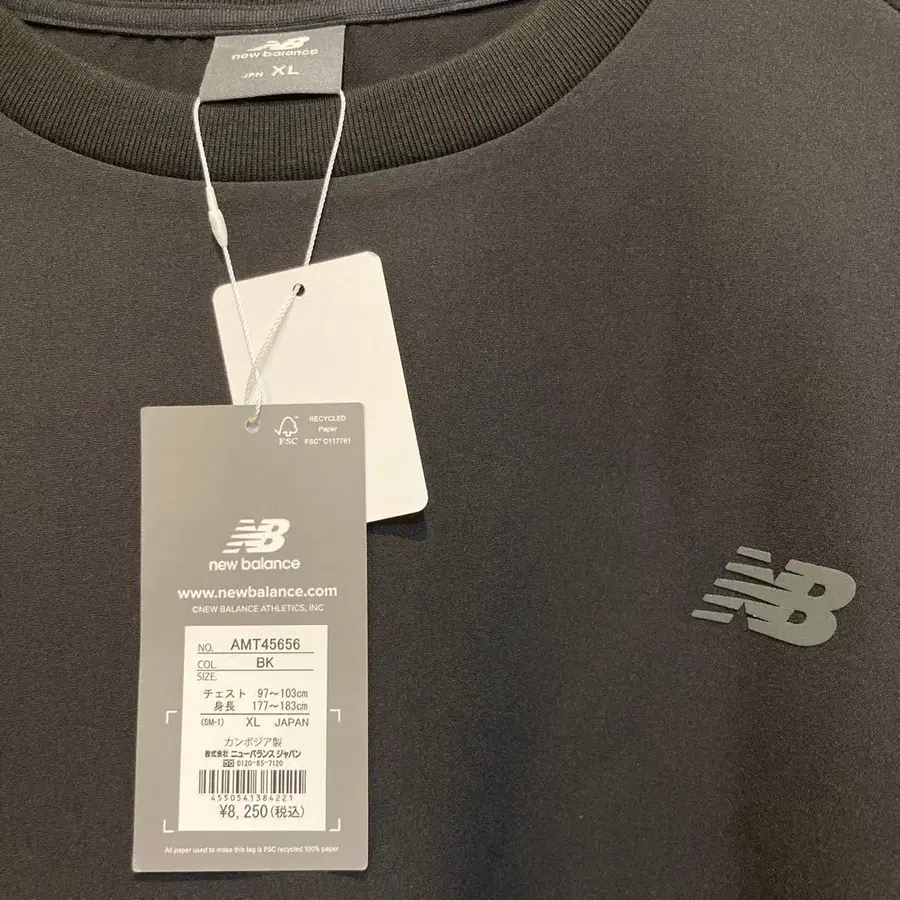 NB
new balance
JPN XL
RECYCLED
Paper
FSC™ C117761
FSC
NB
new balance
www.newbalance.com
©NEW BALANCE ATHLETICS, INC
NO. AMT45656
COL. BK
SIZE.
チェスト 97〜103cm
身長 177〜183cm
(SM-1) XL JAPAN
カンボジア製
株式会社 ニューバランス ジャパン
0120-85-7120
4550541384221
¥8,250(税込)
All paper used to make this tag is FSC recycled 100% paper
NB